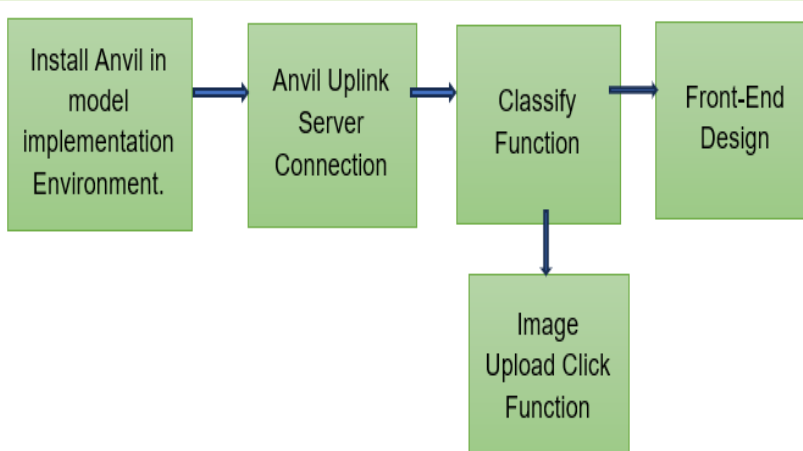 Install Anvil in
model
implementation
Environment.
Anvil Uplink
Server
Connection
Classify
Function
Front-End
Design
Image
Upload Click
Function